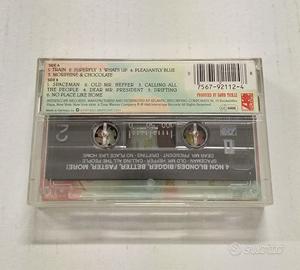 SIDE A
1 TRAIN • 2 SUPERFLY • 3 WHAT'S UP • 4 PLEASANTLY BLUE
5 MORPHINE & CHOCOLATE
SIDE B
1 SPACEMAN • 2 OLD MR. HEFFER • 3 CALLING ALL
THE PEOPLE • 4 DEAR MR. PRESIDENT • 5 DRIFTING
6 NO PLACE LIKE HOME
PRODUCED BY DAVID TICKLE
7567-92112-4
2
4 NON BLONDES: BIGGER, BETTER, FASTER, MORE!
SPACEMAN · OLD MR. HEFFER · CALLING ALL THE PEOPLE
DEAR MR. PRESIDENT · DRIFTING · NO PLACE LIKE HOME
subito.it